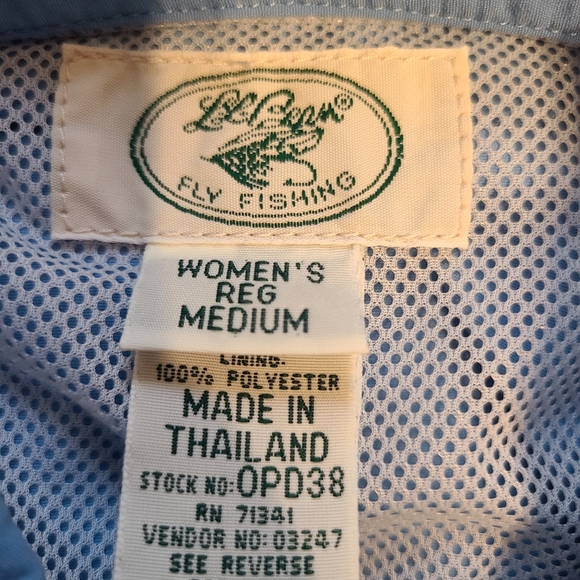 L.L.Bean®
FLY FISHING
WOMEN'S
REG
MEDIUM
LINING:
100% POLYESTER
MADE IN
THAILAND
STOCK NO: OPD38
RN 71341
VENDOR NO: 03247
SEE REVERSE